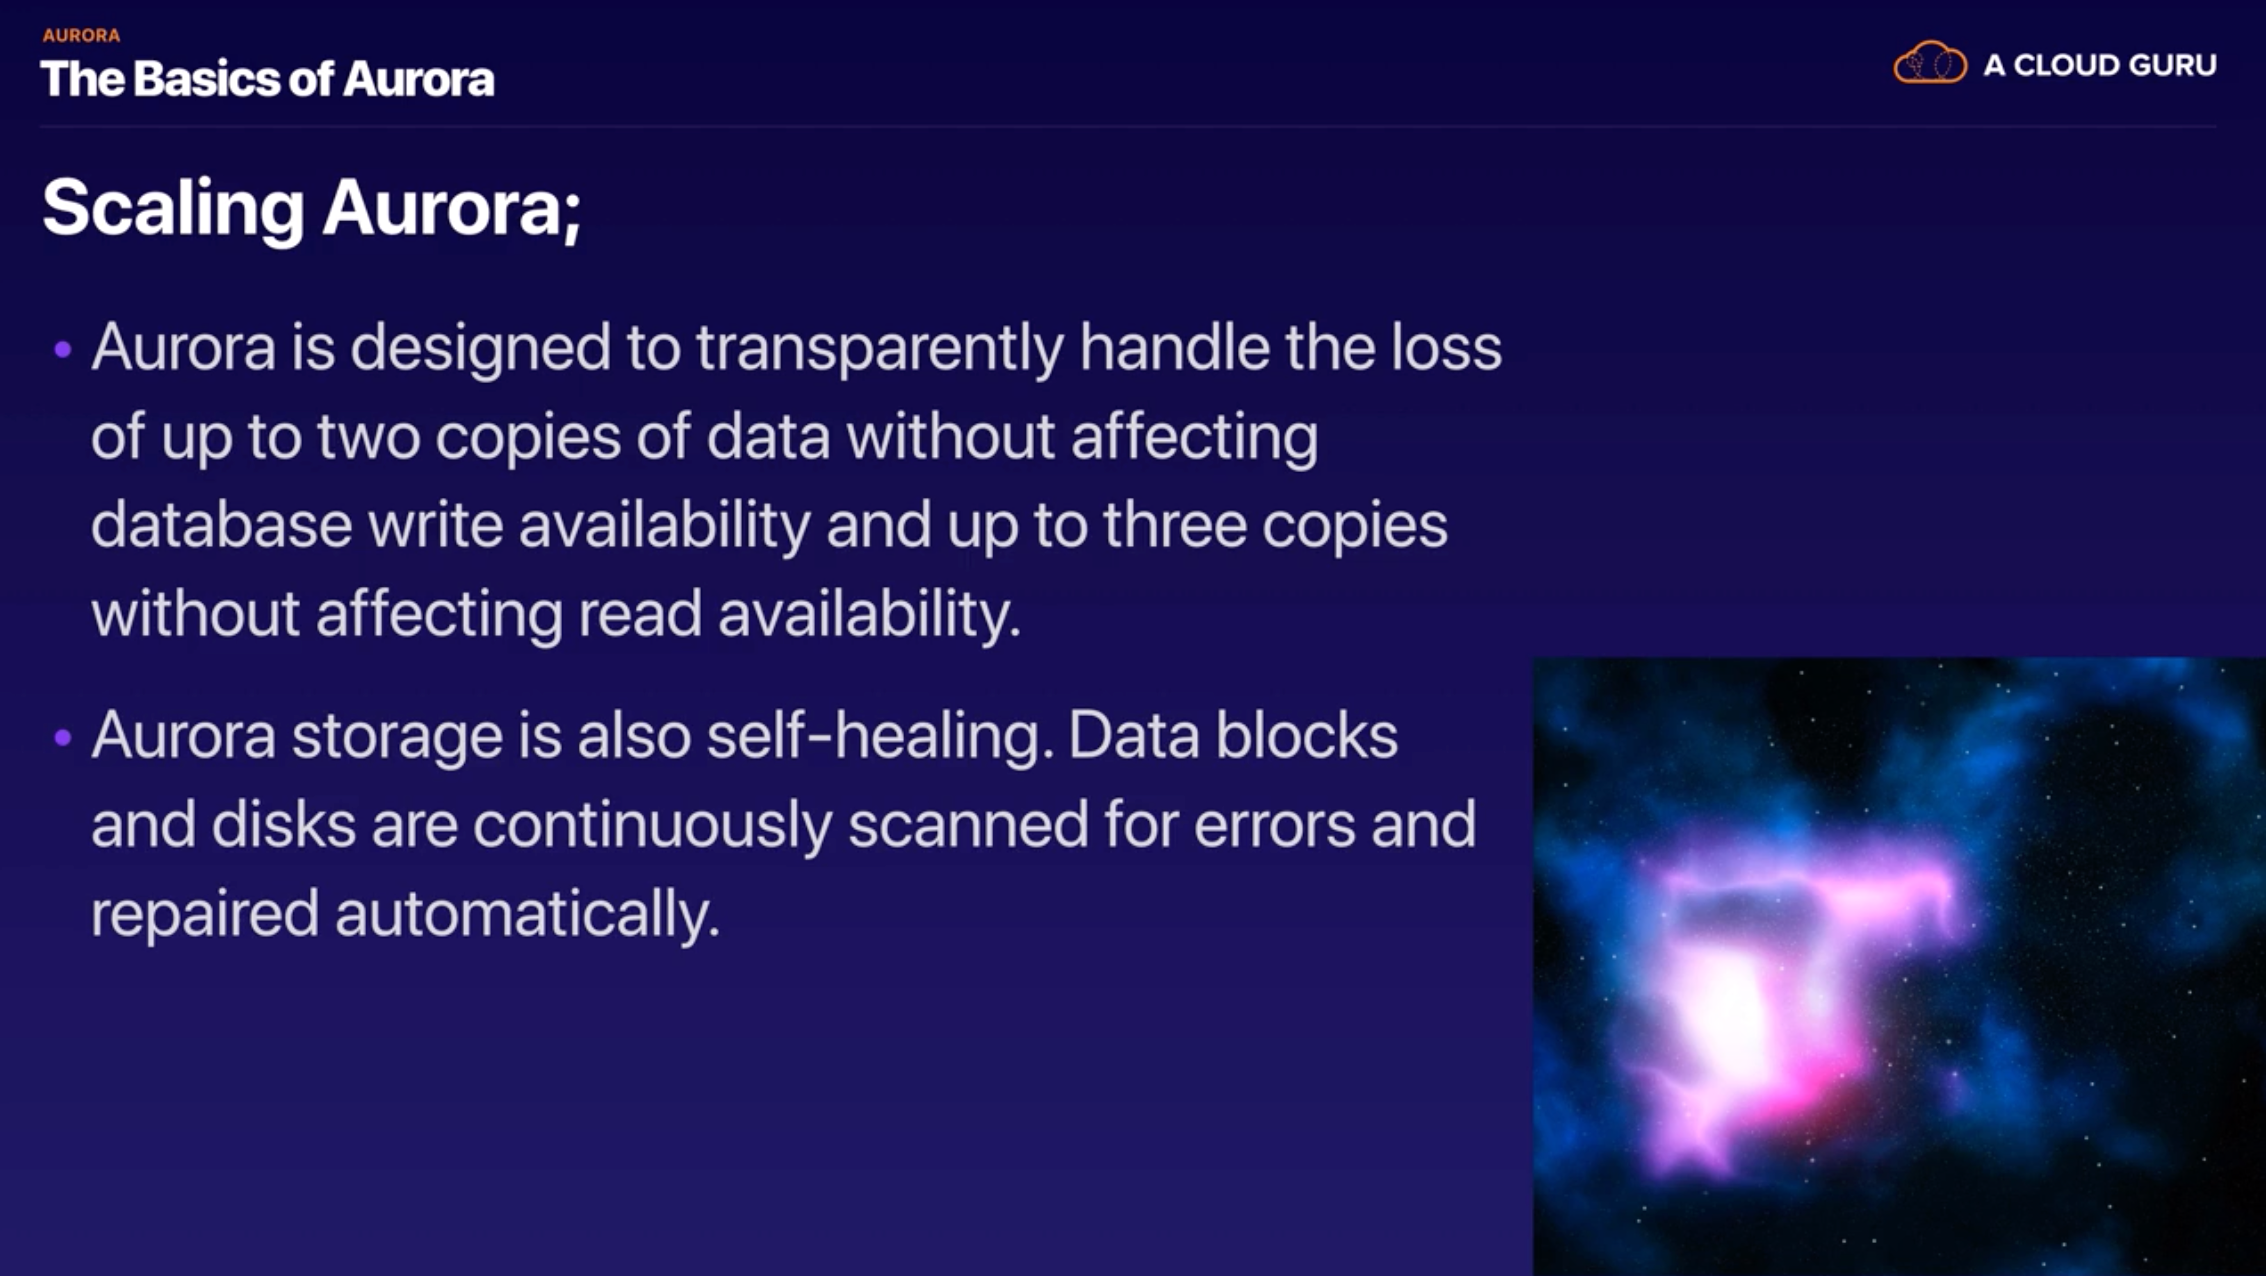 AURORA
The Basics of Aurora
A CLOUD GURU
Scaling Aurora;
• Aurora is designed to transparently handle the loss
of up to two copies of data without affecting
database write availability and up to three copies
without affecting read availability.
• Aurora storage is also self-healing. Data blocks
and disks are continuously scanned for errors and
repaired automatically.